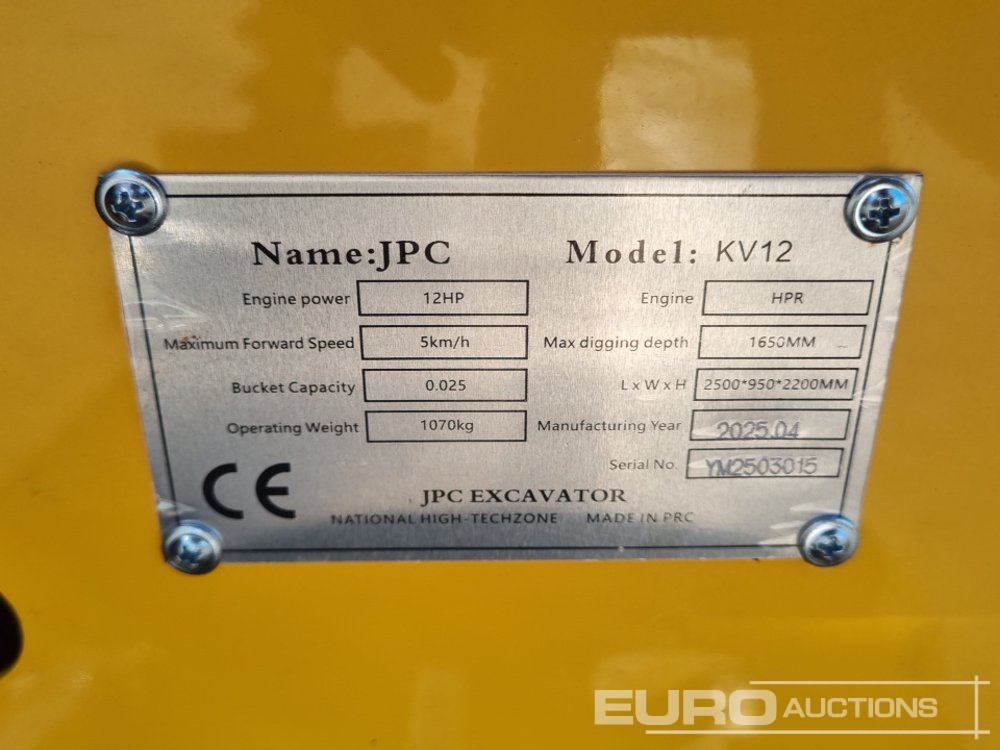 Name:JPC Model: KV12
Engine power 12HP Engine HPR
Maximum Forward Speed 5km/h Max digging depth 1650MM
Bucket Capacity 0.025 L x W x H 2500*950*2200MM
Operating Weight 1070kg Manufacturing Year 2025.04
Serial No. YM2503015
CE JPC EXCAVATOR
NATIONAL HIGH-TECHZONE MADE IN PRC
EURO AUCTIONS